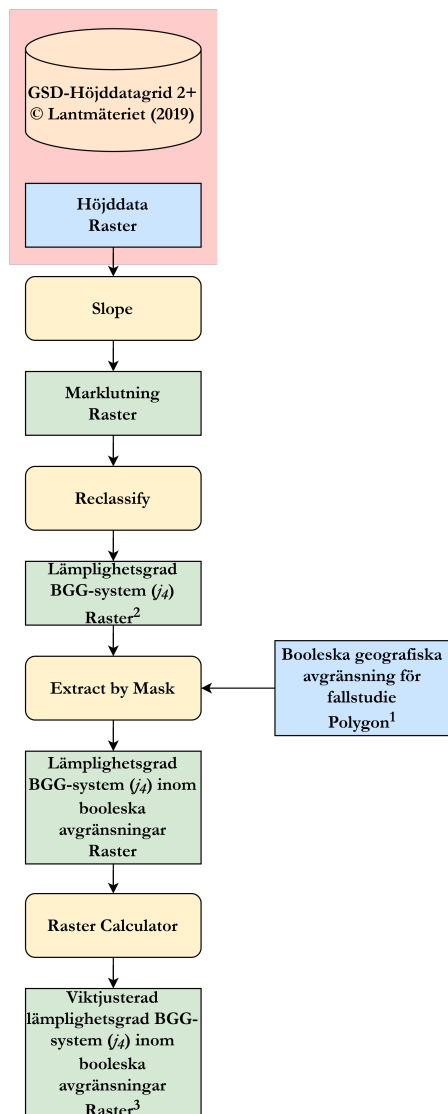 GSD-Höjddatagrid 2+
© Lantmäteriet (2019)
Höjddata
Raster
Slope
Marklutning
Raster
Reclassify
Lämplighetsgrad
BGG-system (j4)
Raster2
Extract by Mask
Booleska geografiska
avgränsning för
fallstudie
Polygon1
Lämplighetsgrad
BGG-system (j4) inom
booleska
avgränsningar
Raster
Raster Calculator
Viktjusterad
lämplighetsgrad BGG-
system (j4) inom
booleska
avgränsningar
Raster3